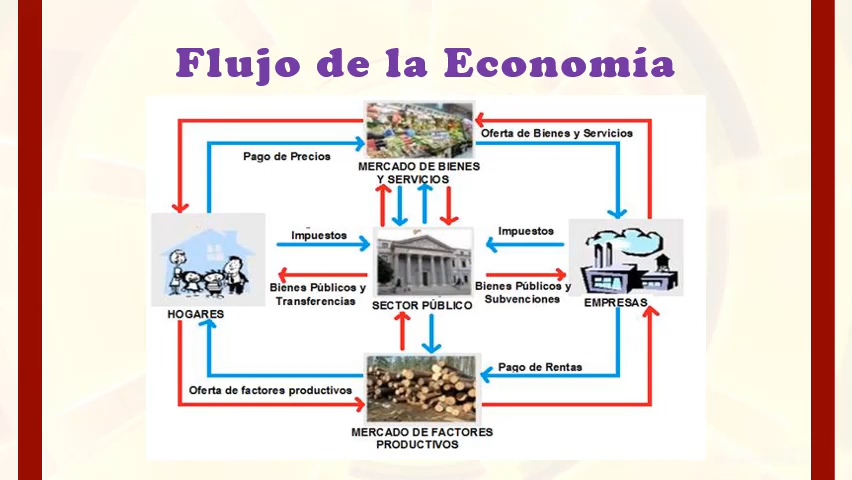 Flujo de la Economía
Oferta de Bienes y Servicios
Pago de Precios
MERCADO DE BIENES
Y SERVICIOS
Impuestos
Impuestos
Bienes Públicos y
Transferencias
Bienes Públicos y
Subvenciones
HOGARES
SECTOR PÚBLICO
EMPRESAS
Pago de Rentas
Oferta de factores productivos
MERCADO DE FACTORES
PRODUCTIVOS